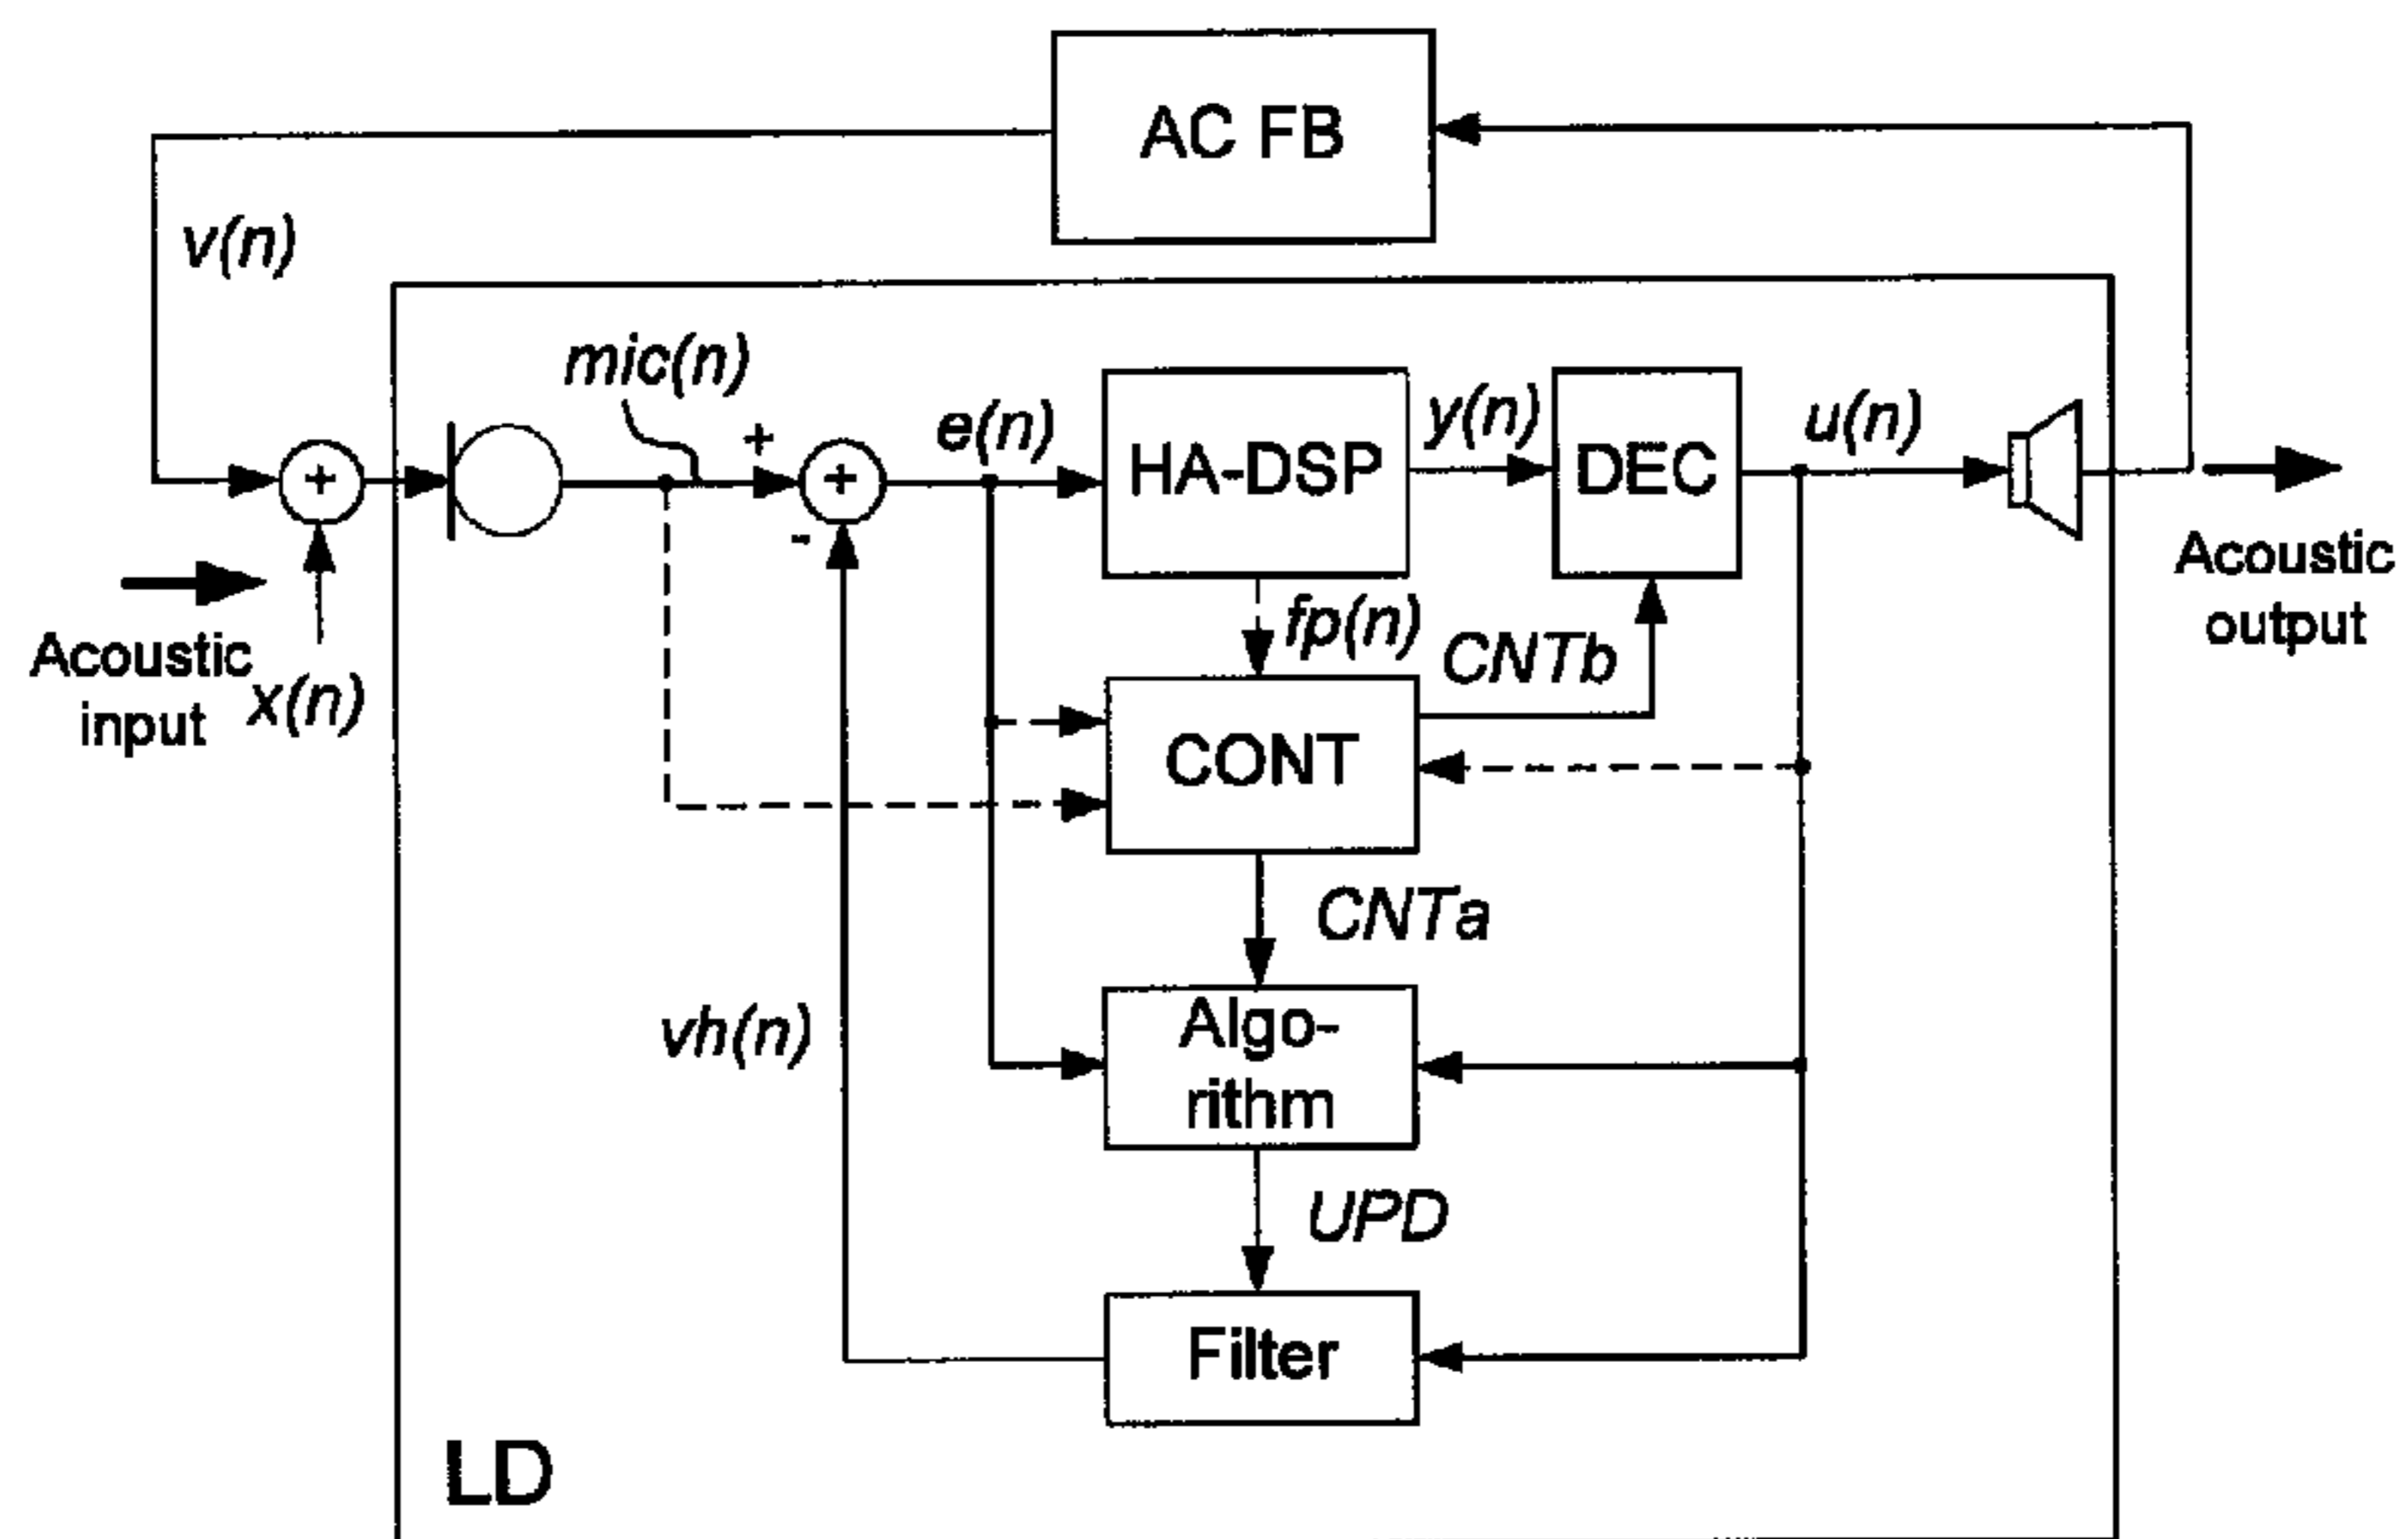 AC FB
v(n)
mic(n)
+
e(n)
HA-DSP
y(n)
DEC
u(n)
+
+
-
Acoustic
input
x(n)
fp(n)
CNTb
Acoustic
output
CONT
CNTa
vh(n)
Algo-
rithm
UPD
Filter
LD